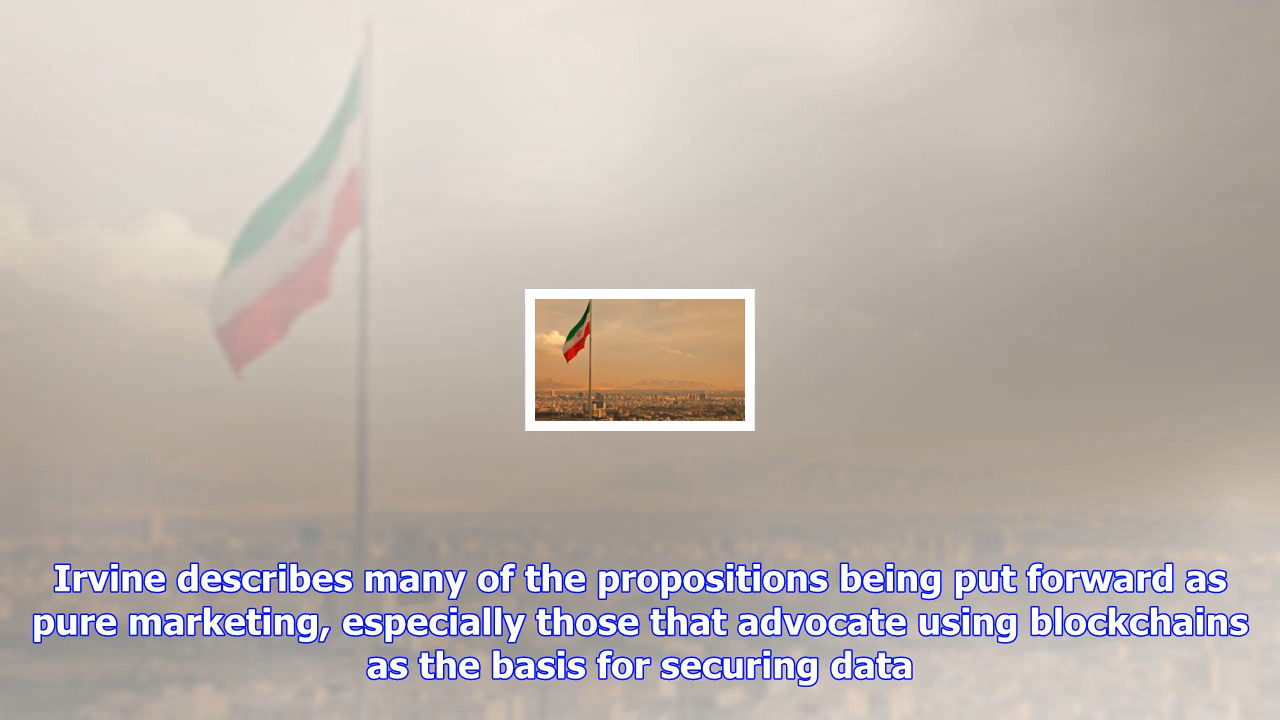 Irvine describes many of the propositions being put forward as
pure marketing, especially those that advocate using blockchains
as the basis for securing data